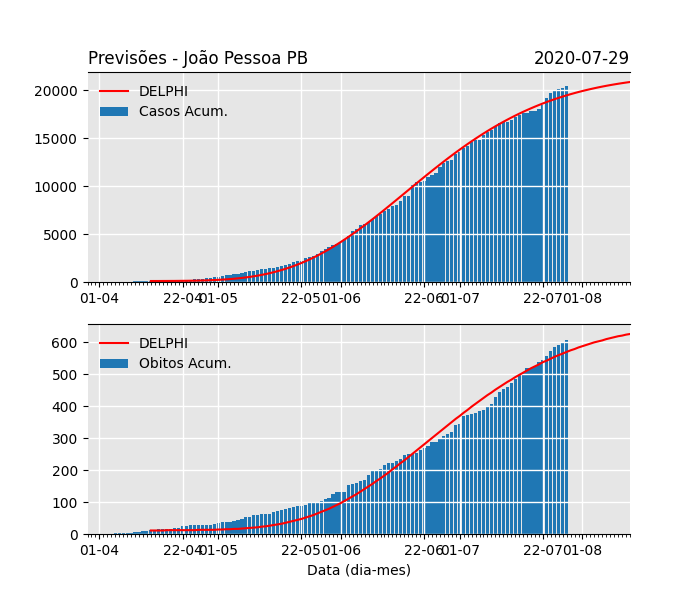 Previsões - João Pessoa PB 2020-07-29
20000
15000
10000
5000
0
DELPHI
Casos Acum.
01-04 22-04 01-05 22-05 01-06 22-06 01-07 22-07 01-08
600
500
400
300
200
100
0
DELPHI
Obitos Acum.
01-04 22-04 01-05 22-05 01-06 22-06 01-07 22-07 01-08
Data (dia-mes)